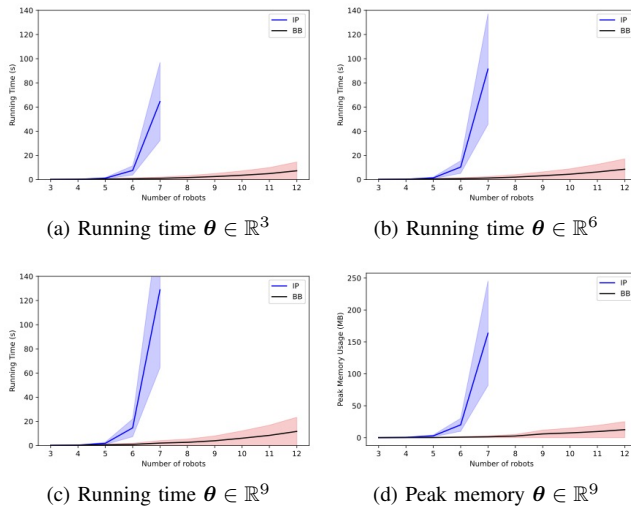 140
120
100
80
60
40
20
0
Running Time (s)
3 4 5 6 7 8 9 10 11 12
Number of robots
IP
BB
(a) Running time θ ∈ ℝ³
140
120
100
80
60
40
20
0
Running Time (s)
3 4 5 6 7 8 9 10 11 12
Number of robots
IP
BB
(b) Running time θ ∈ ℝ⁶
140
120
100
80
60
40
20
0
Running Time (s)
3 4 5 6 7 8 9 10 11 12
Number of robots
IP
BB
(c) Running time θ ∈ ℝ⁹
250
200
150
100
50
0
Peak Memory Usage (MB)
3 4 5 6 7 8 9 10 11 12
Number of robots
IP
BB
(d) Peak memory θ ∈ ℝ⁹